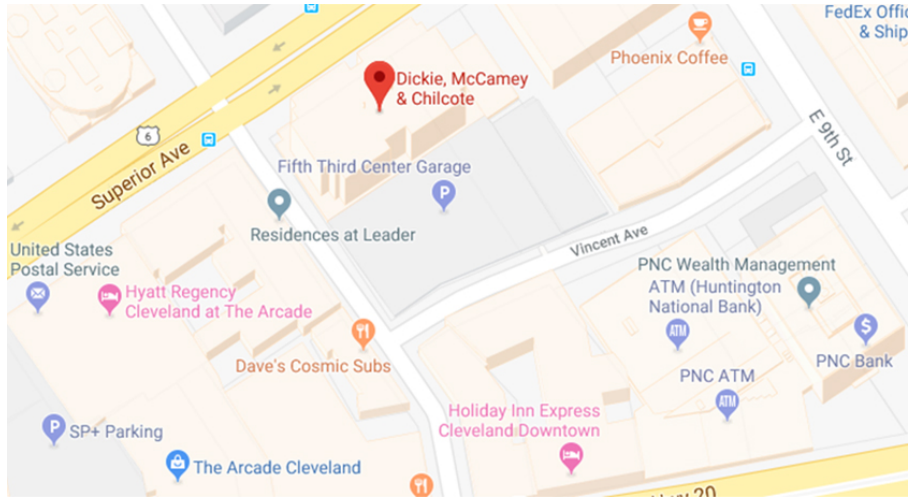 FedEx Offic
& Ship
Phoenix Coffee
Dickie, McCamey
& Chilcote
6
Superior Ave
E 9th St
Fifth Third Center Garage
P
Residences at Leader
Vincent Ave
United States
Postal Service
Hyatt Regency
Cleveland at The Arcade
PNC Wealth Management
ATM (Huntington
National Bank)
ATM
$
PNC Bank
Dave's Cosmic Subs
PNC ATM
ATM
Holiday Inn Express
Cleveland Downtown
P
SP+ Parking
The Arcade Cleveland
20